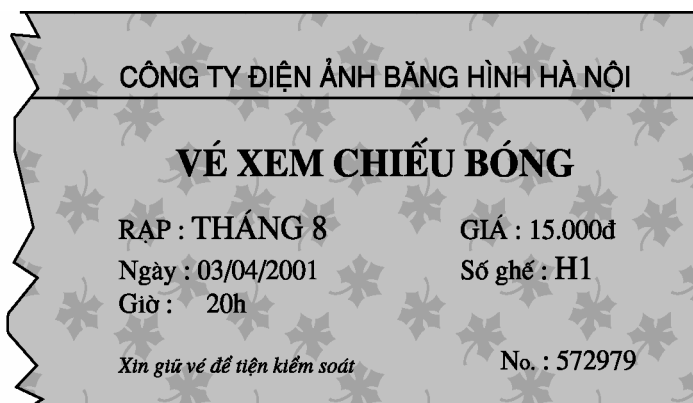 CÔNG TY ĐIỆN ẢNH BĂNG HÌNH HÀ NỘI
VÉ XEM CHIẾU BÓNG
RẠP : THÁNG 8 GIÁ : 15.000đ
Ngày : 03/04/2001 Số ghế : H1
Giờ : 20h
Xin giữ vé để tiện kiểm soát No. : 572979